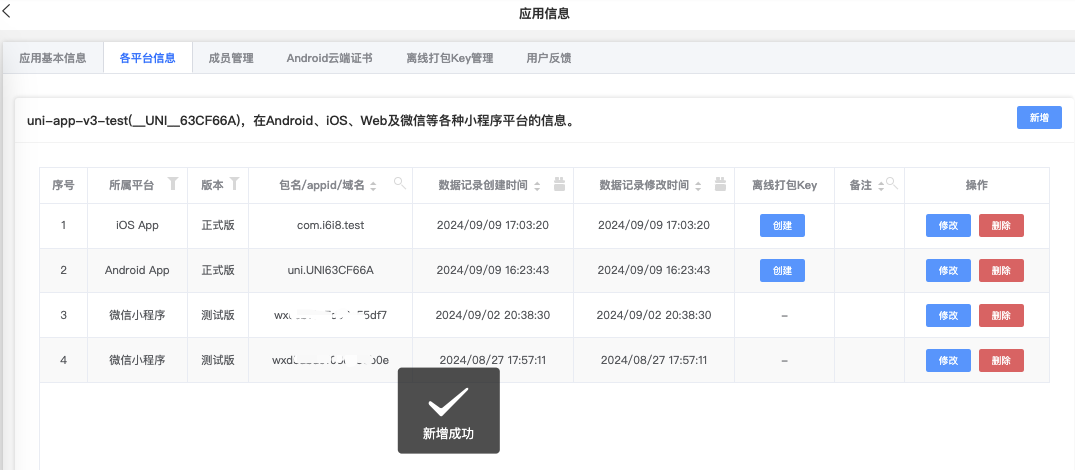 应用信息
应用基本信息 各平台信息 成员管理 Android云端证书 离线打包Key管理 用户反馈
uni-app-v3-test(__UNI__63CF66A)，在Android、iOS、Web及微信等各种小程序平台的信息。 新增
序号 所属平台 版本 包名/appid/域名 数据记录创建时间 数据记录修改时间 离线打包Key 备注 操作
1 iOS App 正式版 com.i6i8.test 2024/09/09 17:03:20 2024/09/09 17:03:20 创建 修改 删除
2 Android App 正式版 uni.UNI63CF66A 2024/09/09 16:23:43 2024/09/09 16:23:43 创建 修改 删除
3 微信小程序 测试版 2024/09/02 20:38:30 2024/09/02 20:38:30 – 修改 删除
4 微信小程序 测试版 2024/08/27 17:57:11 2024/08/27 17:57:11 – 修改 删除
新增成功